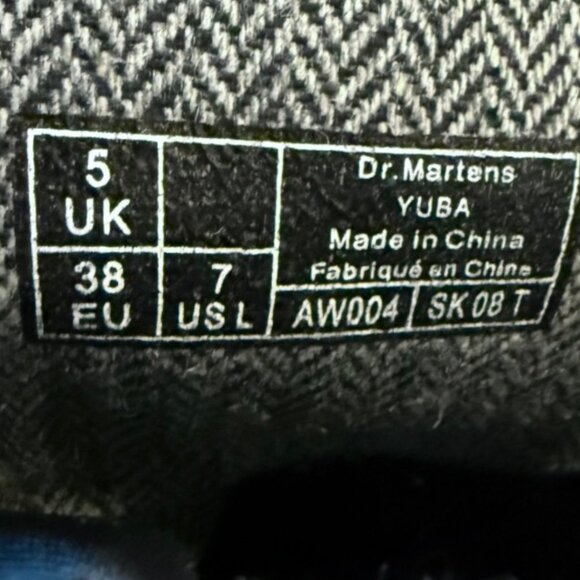 5
UK
38
EU
7
US L
Dr.Martens
YUBA
Made in China
Fabriqué en Chine
AW004
SK 08 T